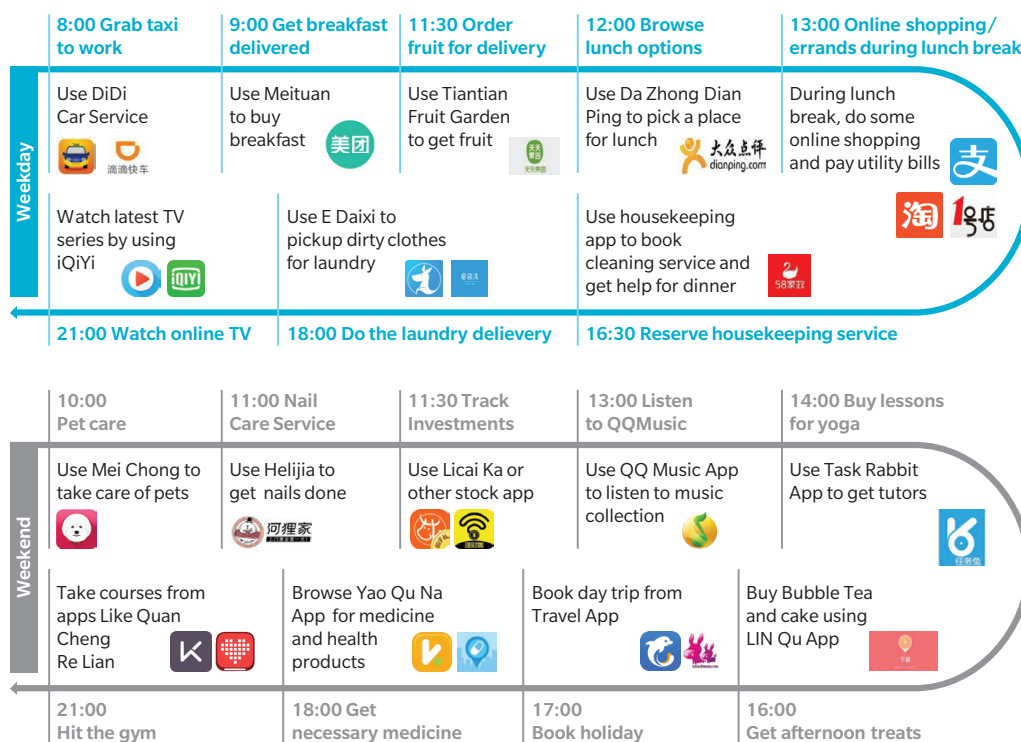 8:00 Grab taxi
to work
9:00 Get breakfast
delivered
11:30 Order
fruit for delivery
12:00 Browse
lunch options
13:00 Online shopping/
errands during lunch break
Weekday
Use DiDi
Car Service
滴滴快车
Use Meituan
to buy
breakfast
美团
Use Tiantian
Fruit Garden
to get fruit
天天
果园
天天果园
Use Da Zhong Dian
Ping to pick a place
for lunch
大众点评
dianping.com
During lunch
break, do some
online shopping
and pay utility bills
支
淘
1号店
Watch latest TV
series by using
iQiYi
iQIYI
Use E Daixi to
pickup dirty clothes
for laundry
Use housekeeping
app to book
cleaning service and
get help for dinner
58家政
21:00 Watch online TV
18:00 Do the laundry delievery
16:30 Reserve housekeeping service
10:00
Pet care
11:00 Nail
Care Service
11:30 Track
Investments
13:00 Listen
to QQMusic
14:00 Buy lessons
for yoga
Weekend
Use Mei Chong to
take care of pets
Use Helijia to
get nails done
河狸家
Use Licai Ka or
other stock app
Use QQ Music App
to listen to music
collection
Use Task Rabbit
App to get tutors
任务兔
Take courses from
apps Like Quan
Cheng
Re Lian
Browse Yao Qu Na
App for medicine
and health
products
Book day trip from
Travel App
Buy Bubble Tea
and cake using
LIN Qu App
21:00
Hit the gym
18:00 Get
necessary medicine
17:00
Book holiday
16:00
Get afternoon treats